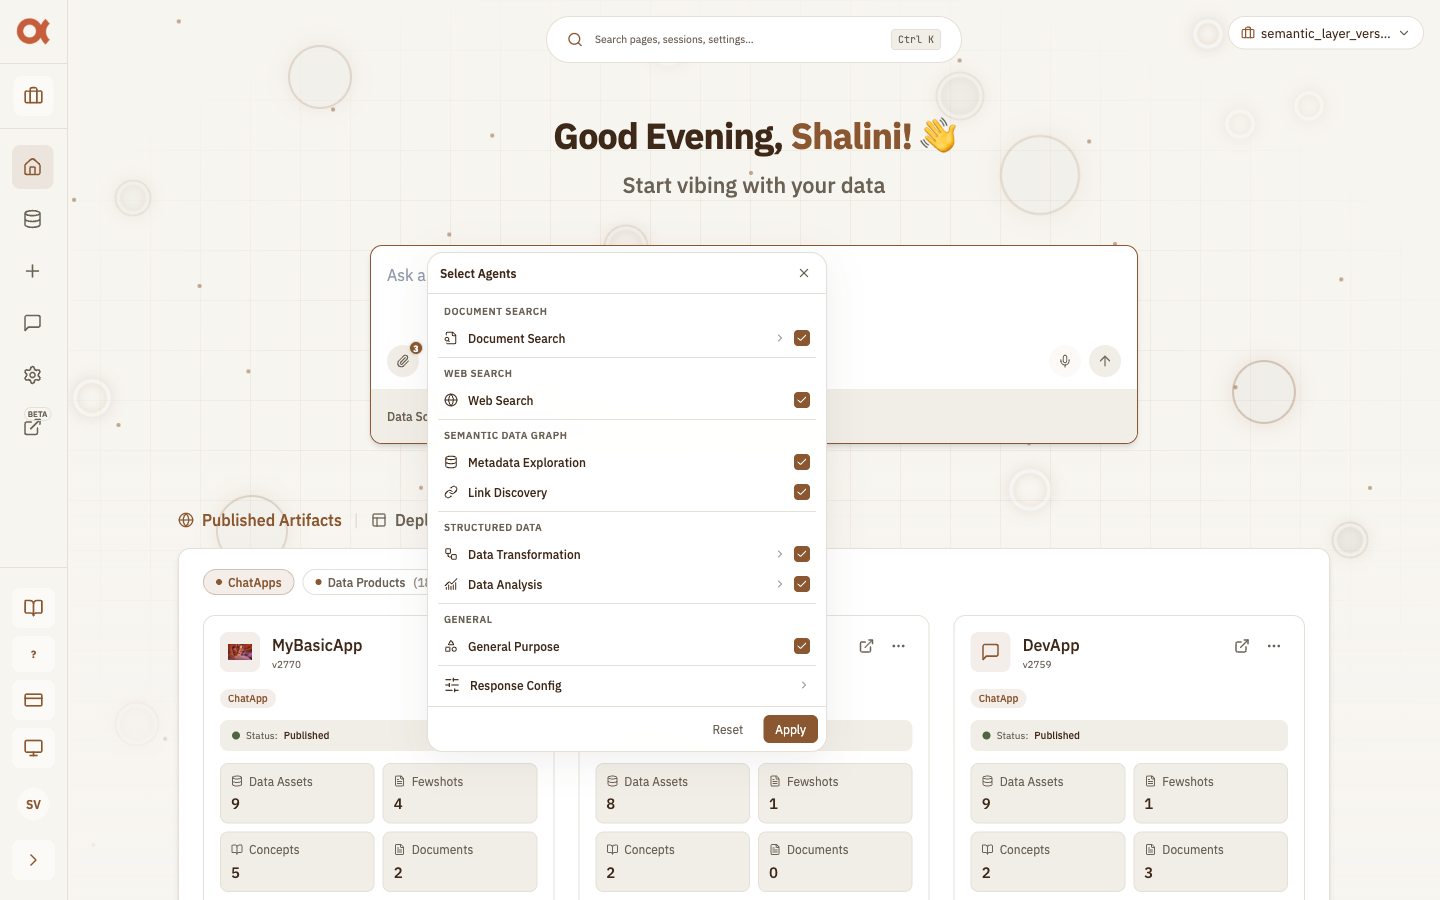 Search pages, sessions, settings...
Ctrl K
semantic_layer_vers...
Good Evening, Shalini! 👋
Start vibing with your data
Ask a
3
Data Sc
BETA
?
SV
Select Agents
DOCUMENT SEARCH
Document Search
WEB SEARCH
Web Search
SEMANTIC DATA GRAPH
Metadata Exploration
Link Discovery
STRUCTURED DATA
Data Transformation
Data Analysis
GENERAL
General Purpose
Response Config
Reset
Apply
Published Artifacts
Depl
ChatApps
Data Products (18
MyBasicApp
v2770
ChatApp
Status: Published
Data Assets
9
Fewshots
4
Concepts
5
Documents
2
Data Assets
8
Fewshots
1
Concepts
2
Documents
0
DevApp
v2759
ChatApp
Status: Published
Data Assets
9
Fewshots
1
Concepts
2
Documents
3